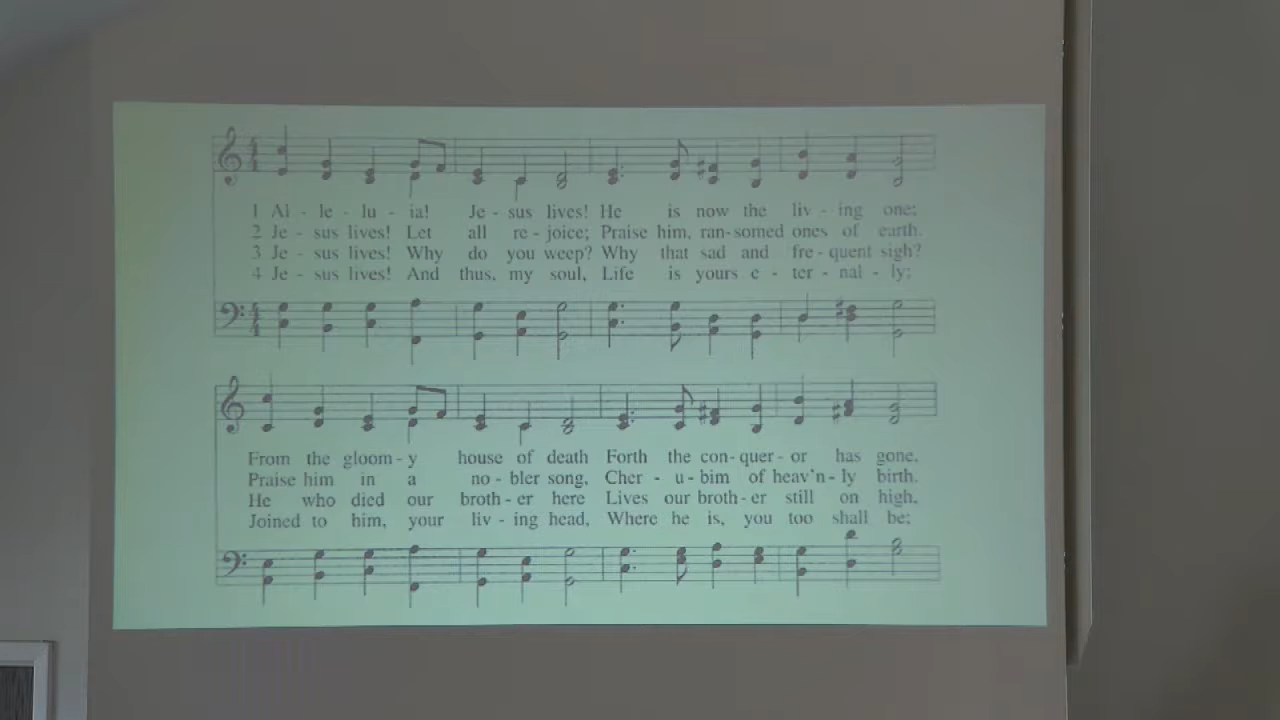 1 Al - le - lu - ia! Je - sus lives! He is now the liv - ing one;
2 Je - sus lives! Let all re - joice; Praise him, ran - somed ones of earth.
3 Je - sus lives! Why do you weep? Why that sad and fre - quent sigh?
4 Je - sus lives! And thus, my soul, Life is yours e - ter - nal - ly;
From the gloom - y house of death Forth the con - quer - or has gone,
Praise him in a no - bler song, Cher - u - bim of heav'n - ly birth.
He who died our broth - er here Lives our broth - er still on high,
Joined to him, your liv - ing head, Where he is, you too shall be;